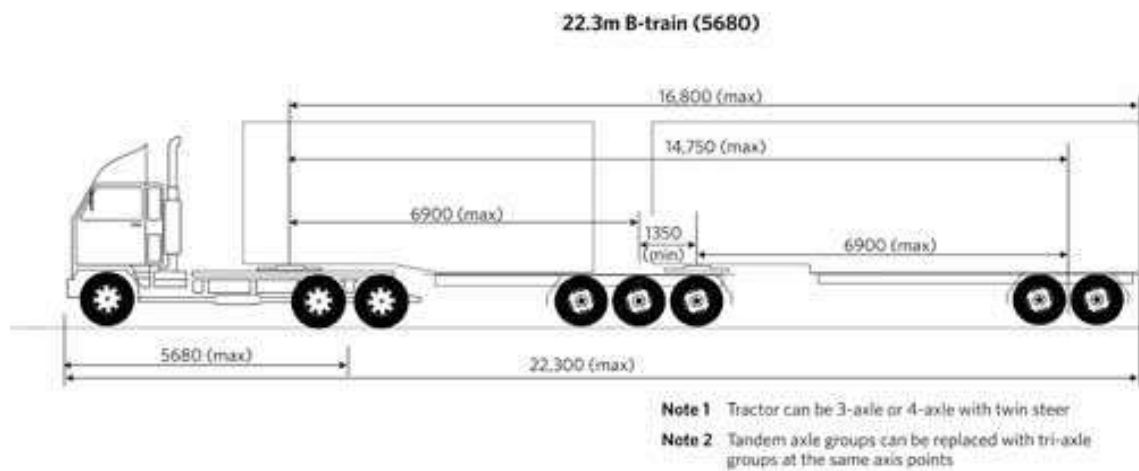 22.3m B-train (5680)
16,800 (max)
14,750 (max)
6900 (max)
1350
(min)
6900 (max)
5680 (max)
22,300 (max)
Note 1 Tractor can be 3-axle or 4-axle with twin steer
Note 2 Tandem axle groups can be replaced with tri-axle
groups at the same axis points